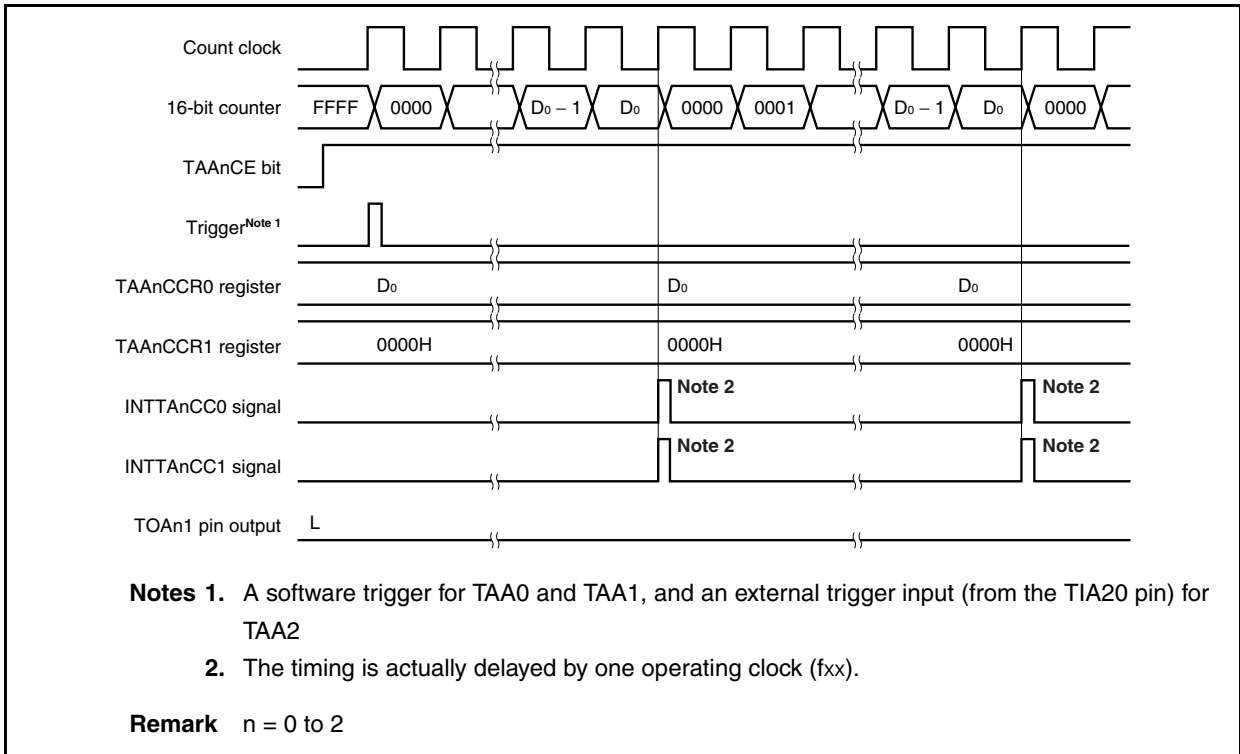 Count clock
16-bit counter FFFF 0000 D0 – 1 D0 0000 0001 D0 – 1 D0 0000
TAAnCE bit
TriggerNote 1
TAAnCCR0 register D0 D0 D0
TAAnCCR1 register 0000H 0000H 0000H
INTTAnCC0 signal Note 2 Note 2
INTTAnCC1 signal Note 2 Note 2
TOAn1 pin output L
Notes 1. A software trigger for TAA0 and TAA1, and an external trigger input (from the TIA20 pin) for
TAA2
2. The timing is actually delayed by one operating clock (fxx).
Remark n = 0 to 2